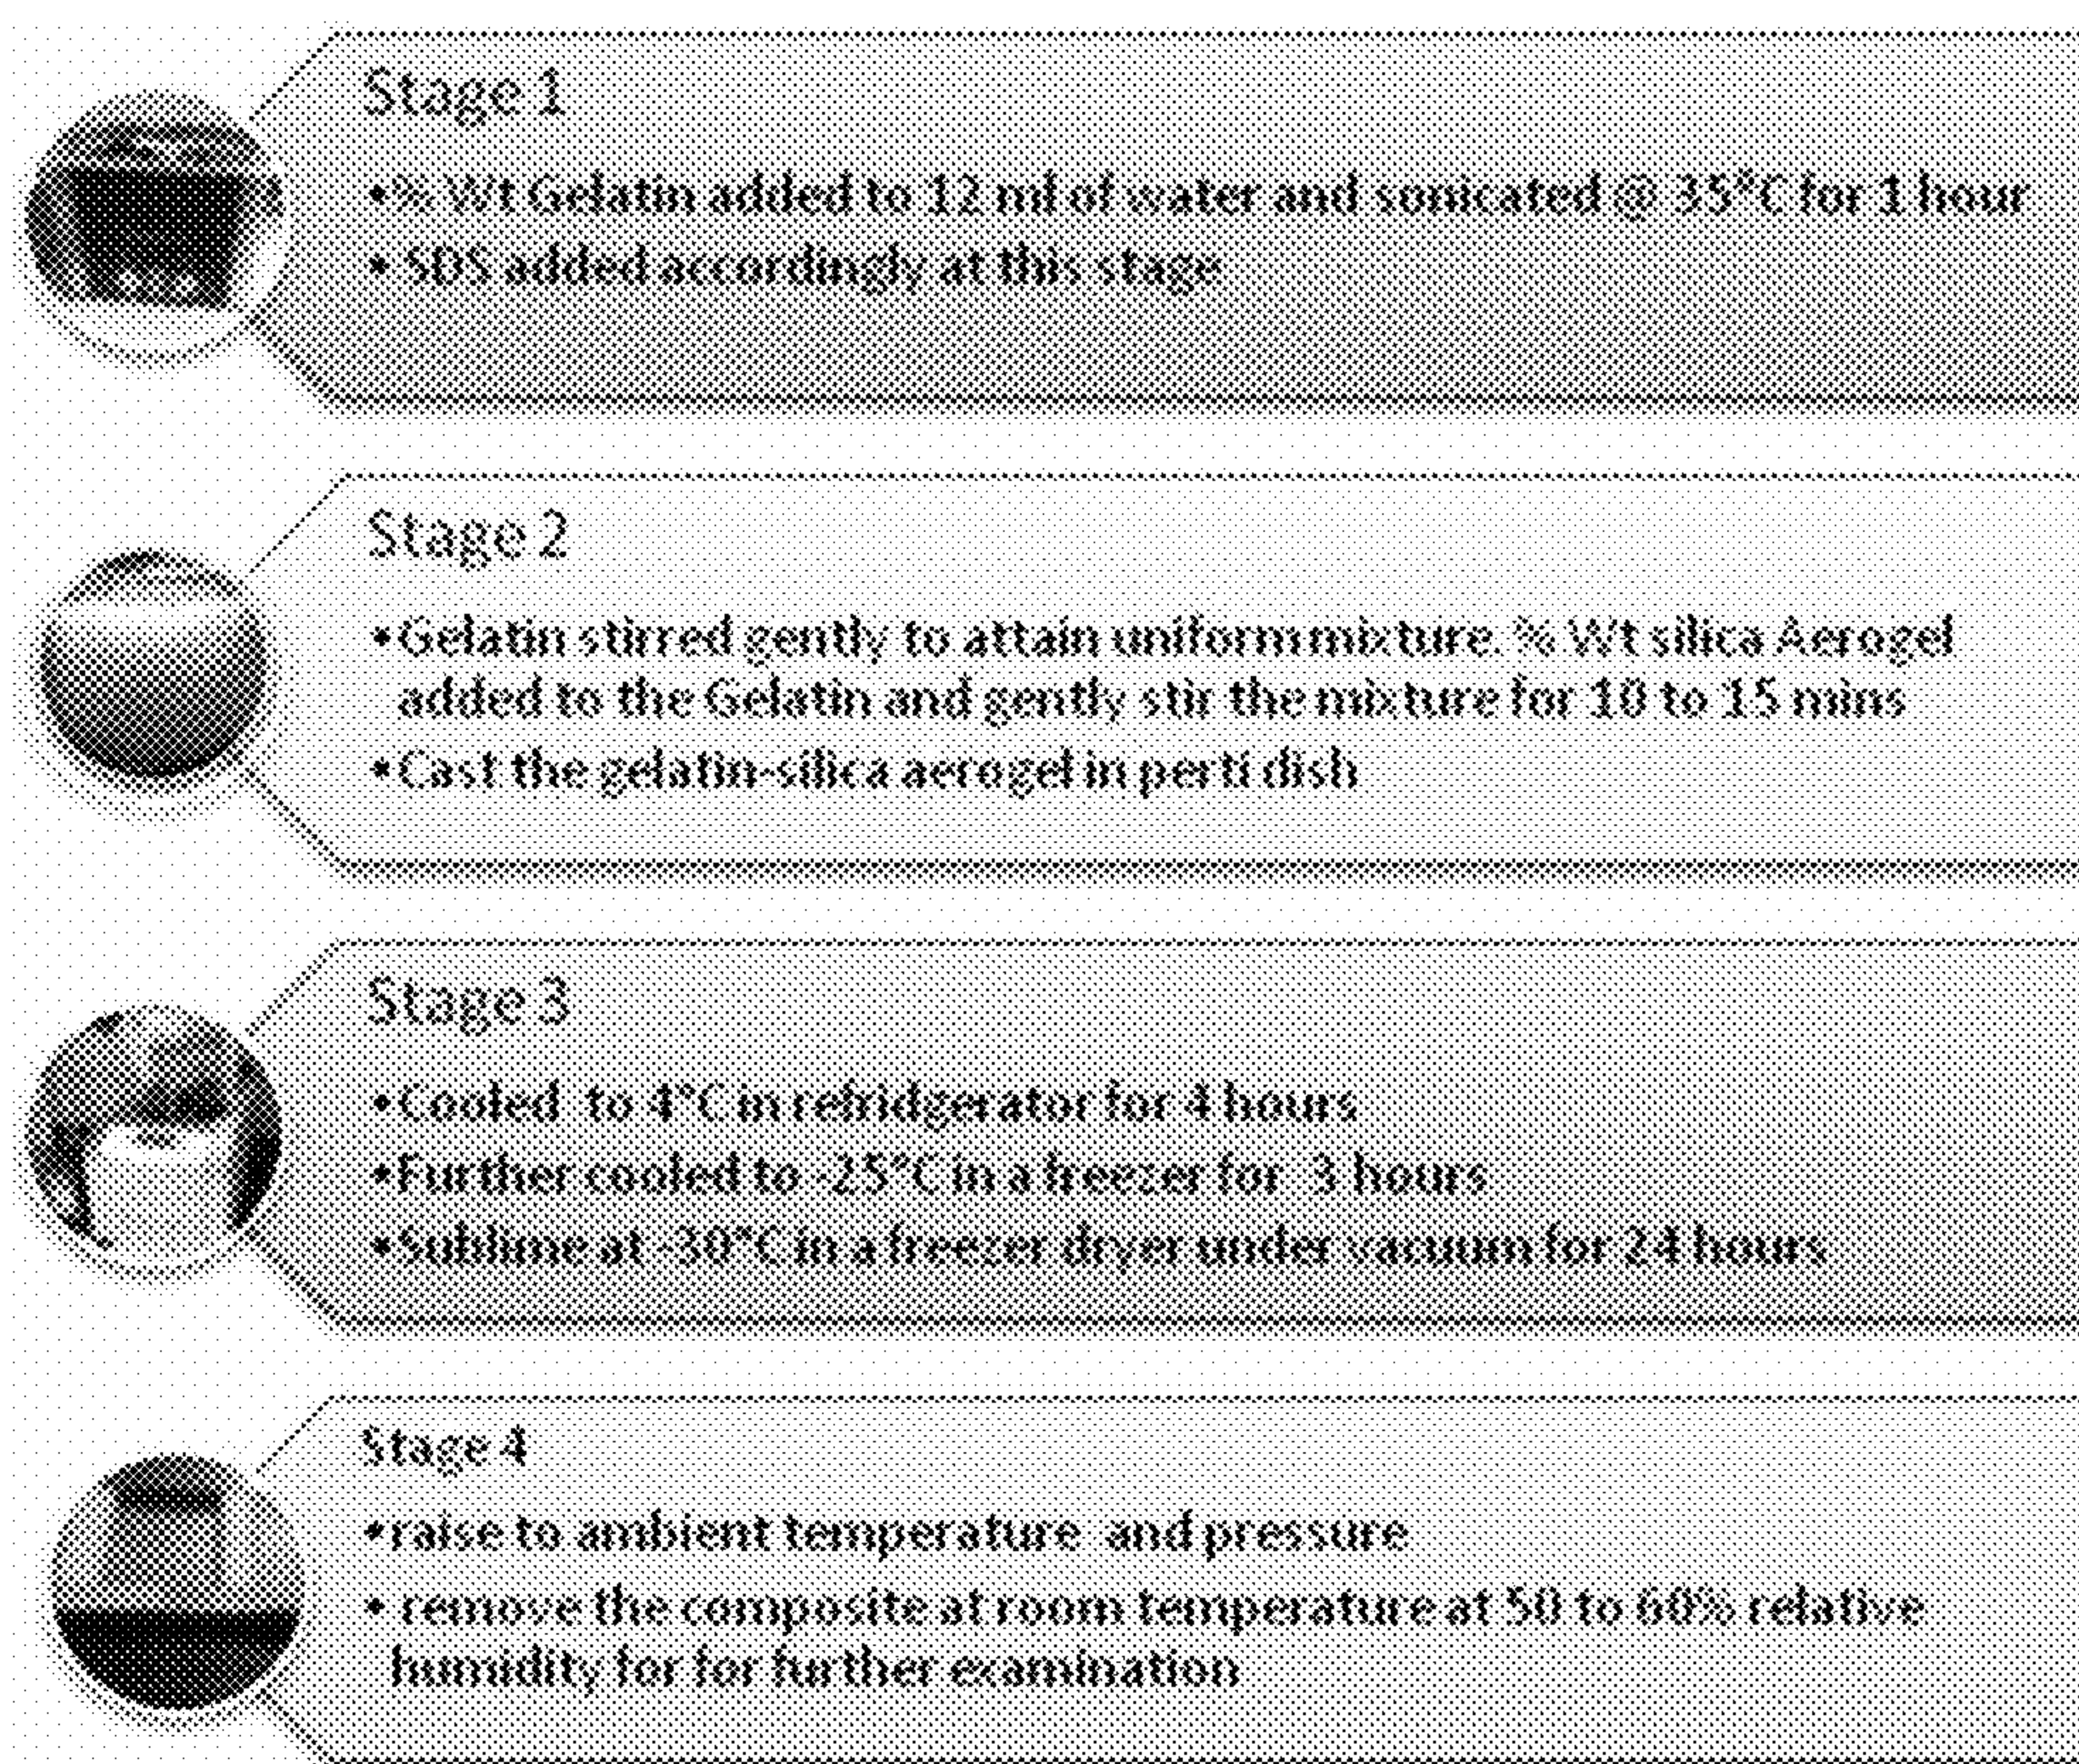 Stage 1
•% Wt Gelatin added to 12 ml of water and sonicated @ 35°C for 1 hour
• SDS added accordingly at this stage
Stage 2
•Gelatin stirred gently to attain uniform mixture. % Wt silica Aerogel
added to the Gelatin and gently stir the mixture for 10 to 15 mins
•Cast the gelatin-silica aerogel in perti dish
Stage 3
•Cooled to 4°C in refridgerator for 4 hours
•Further cooled to -25°C in a freezer for 3 hours
•Sublime at -30°C in a freezer dryer under vacuum for 24 hours
Stage 4
•raise to ambient temperature and pressure
• remove the composite at room temperature at 50 to 60% relative
humidity for for further examination